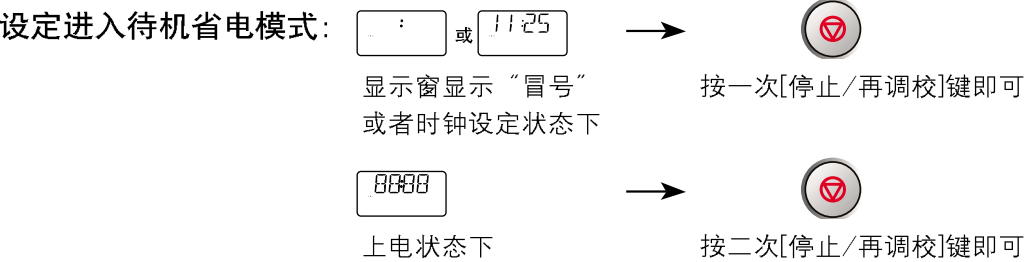 设定进入待机省电模式:
:
或
11:25
显示窗显示“冒号”
或者时钟设定状态下
按一次[停止/再调校]键即可
88:88
上电状态下
按二次[停止/再调校]键即可